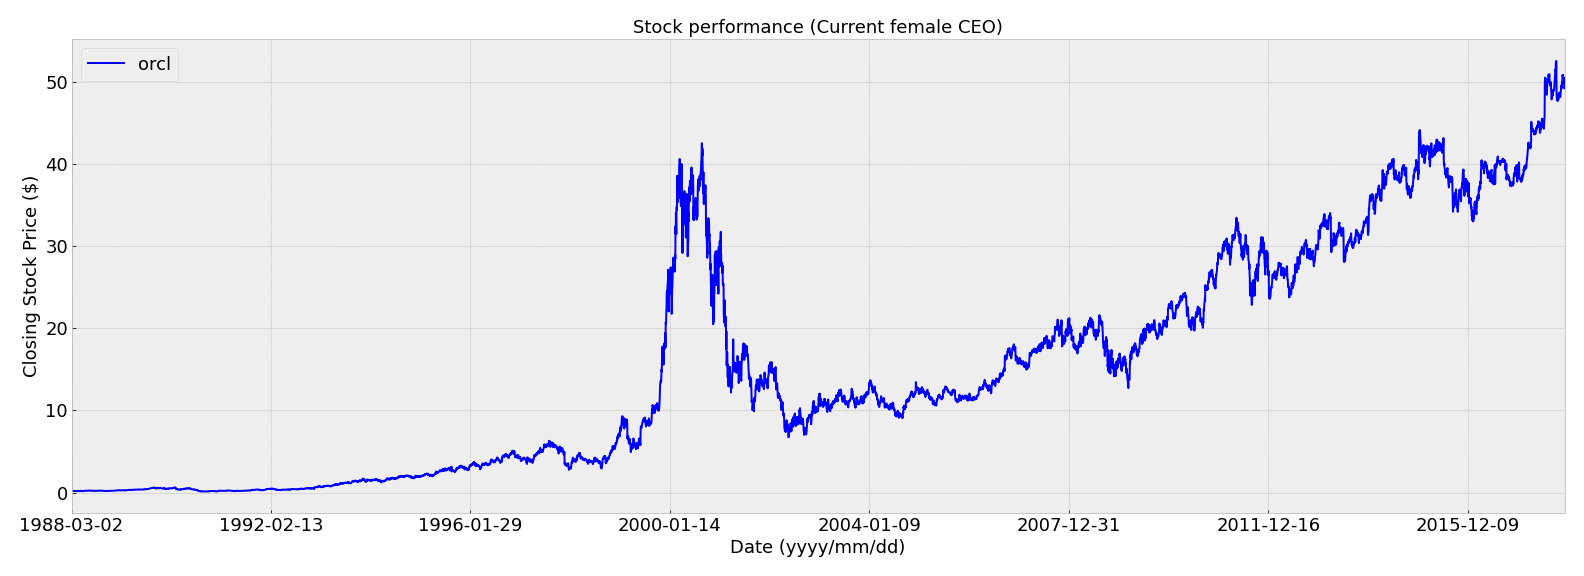 Stock performance (Current female CEO)
orcl
Closing Stock Price ($)
50
40
30
20
10
0
1988-03-02 1992-02-13 1996-01-29 2000-01-14 2004-01-09 2007-12-31 2011-12-16 2015-12-09
Date (yyyy/mm/dd)